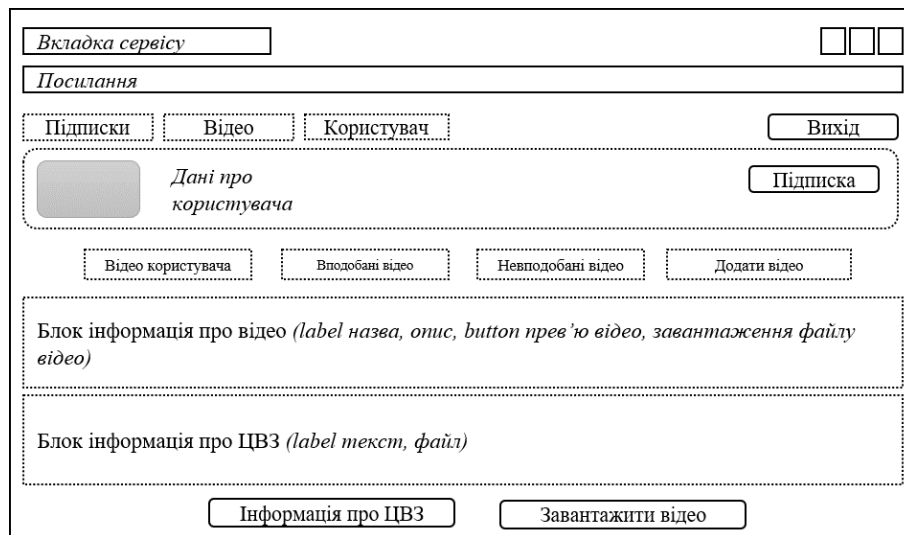 Вкладка сервісу
Посилання
Підписки Відео Користувач Вихід
Дані про
користувача
Підписка
Відео користувача Вподобані відео Невподобані відео Додати відео
Блок інформація про відео (label назва, опис, button прев’ю відео, завантаження файлу
відео)
Блок інформація про ЦВЗ (label текст, файл)
Інформація про ЦВЗ Завантажити відео